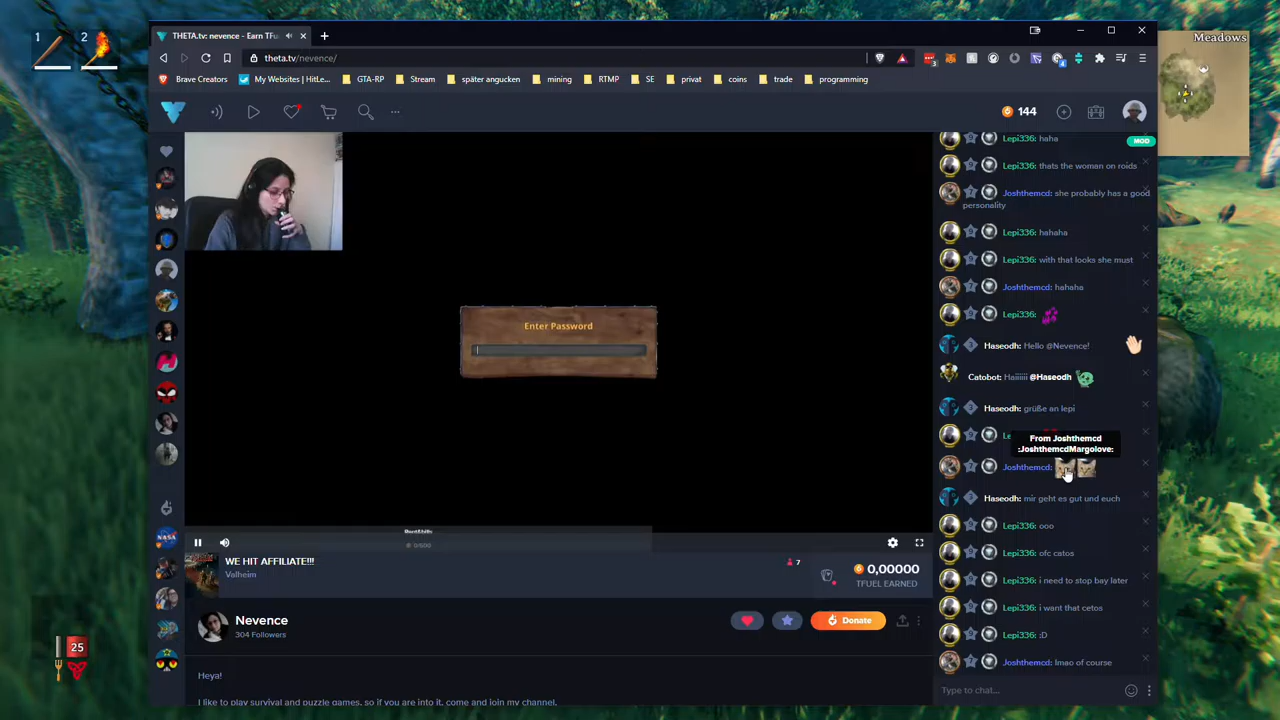 1
2
Meadows
25
THETA.tv: nevence - Earn TFu
theta.tv/nevence/
Brave Creators
My Websites | HitLe...
GTA-RP
Stream
später angucken
mining
RTMP
SE
privat
coins
trade
programming
144
MOD
Enter Password
0/500
WE HIT AFFILIATE!!!
Valheim
7
0,00000
TFUEL EARNED
Nevence
304 Followers
Donate
Heya!
I like to play survival and puzzle games, so if you are into it, come and join my channel.
Lepi336: haha
Lepi336: thats the woman on roids
Joshthemcd: she probably has a good
personality
Lepi336: hahaha
Lepi336: with that looks she must
Joshthemcd: hahaha
Lepi336:
Haseodh: Hello @Nevence!
Catobot: Haiiiiii @Haseodh
Haseodh: grüße an lepi
From Joshthemcd
:JoshthemcdMargolove:
Joshthemcd:
Haseodh: mir geht es gut und euch
Lepi336: ooo
Lepi336: ofc catos
Lepi336: i need to stop bay later
Lepi336: i want that cetos
Lepi336: :D
Joshthemcd: lmao of course
Type to chat...